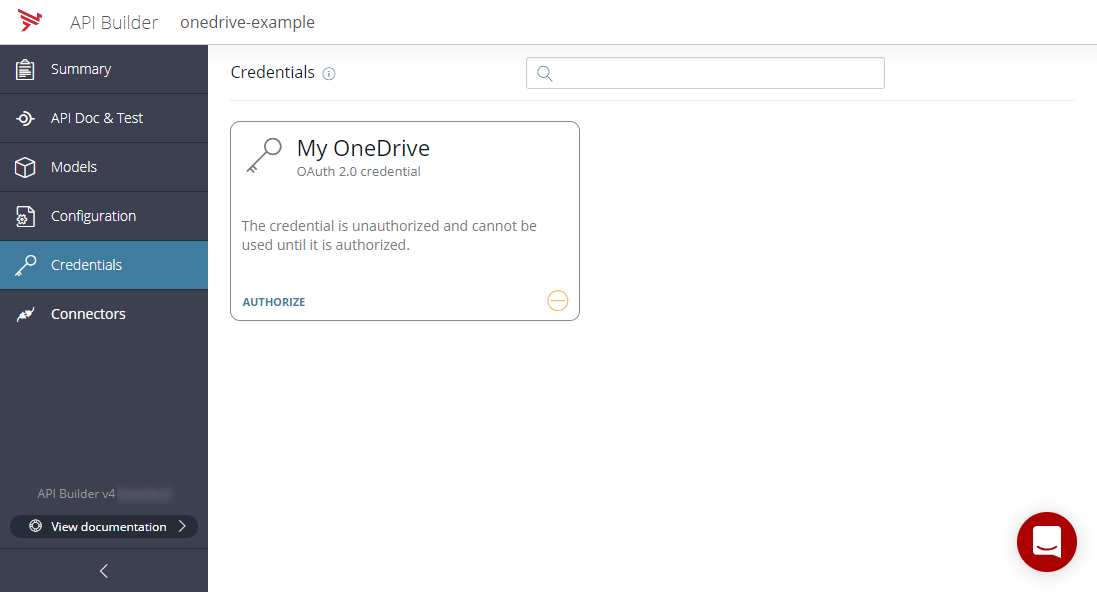 API Builder onedrive-example
Summary
API Doc & Test
Models
Configuration
Credentials
Connectors
API Builder v4
View documentation
Credentials
My OneDrive
OAuth 2.0 credential
The credential is unauthorized and cannot be
used until it is authorized.
AUTHORIZE